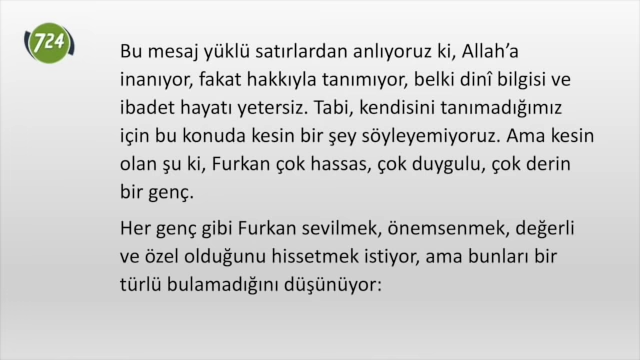 724
Bu mesaj yüklü satırlardan anlıyoruz ki, Allah’a
inanıyor, fakat hakkıyla tanımıyor, belki dinî bilgisi ve
ibadet hayatı yetersiz. Tabi, kendisini tanımadığımız
için bu konuda kesin bir şey söyleyemiyoruz. Ama kesin
olan şu ki, Furkan çok hassas, çok duygulu, çok derin
bir genç.
Her genç gibi Furkan sevilmek, önemsenmek, değerli
ve özel olduğunu hissetmek istiyor, ama bunları bir
türlü bulamadığını düşünüyor: